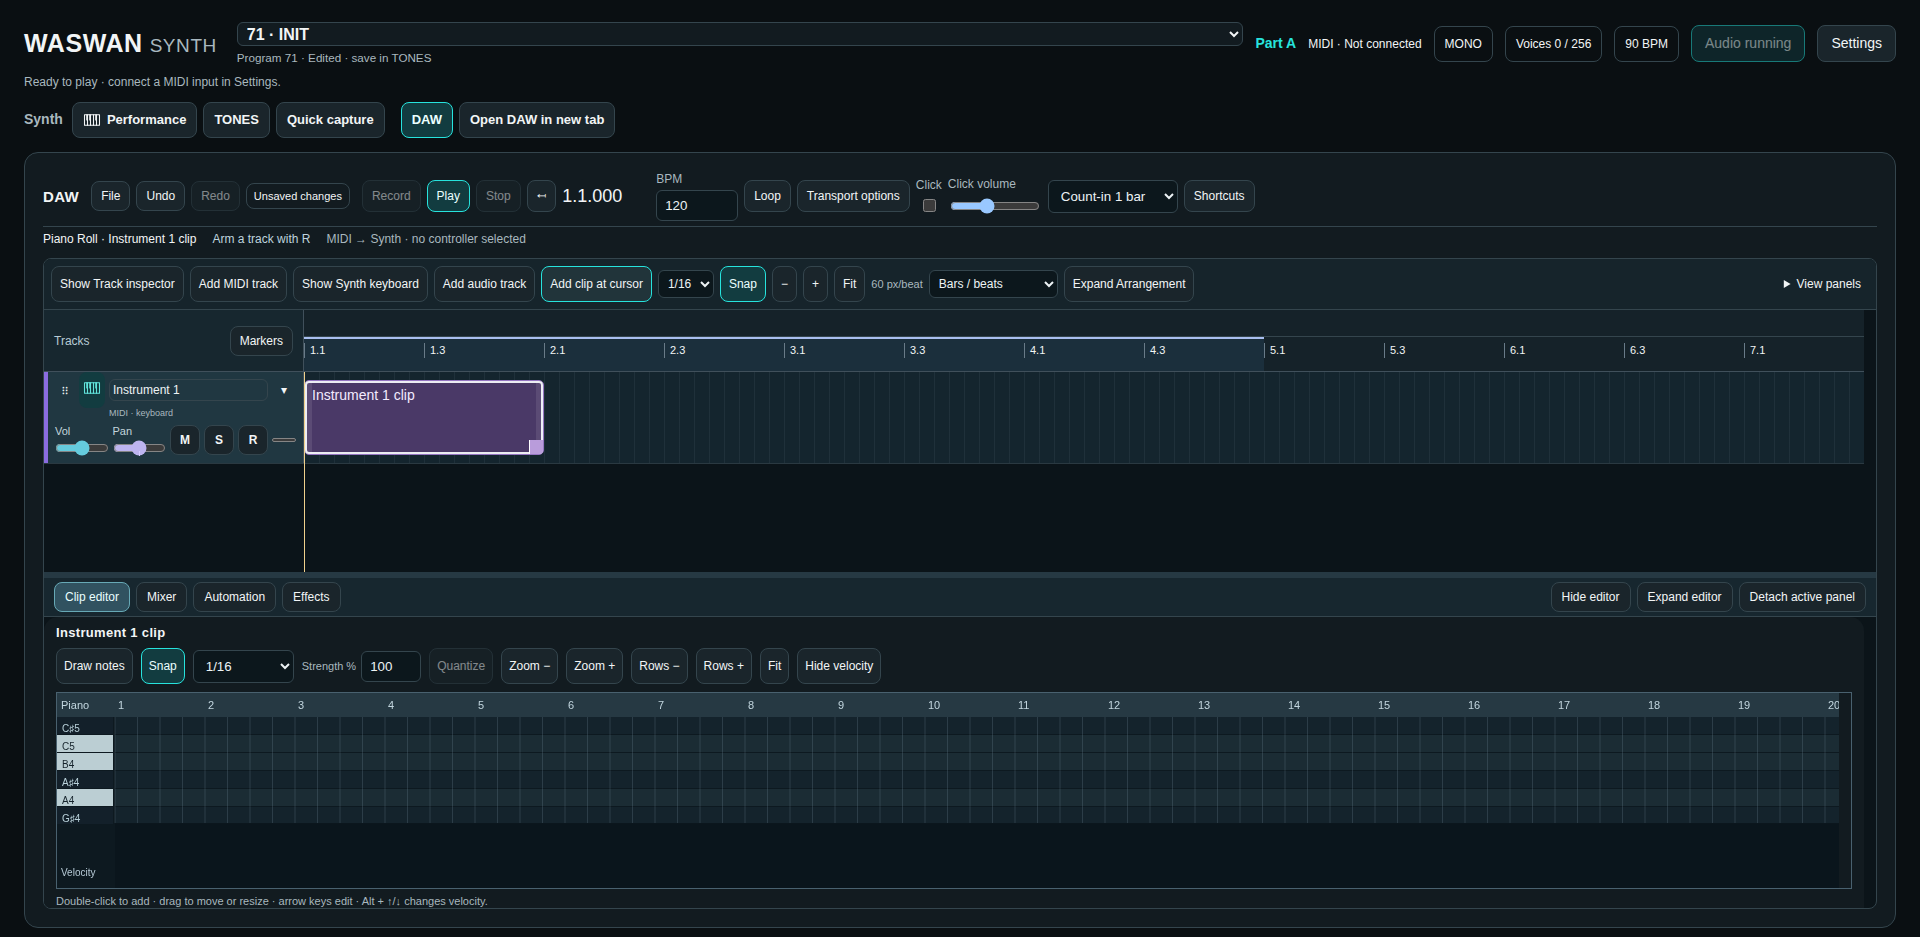 WASWAN SYNTH
71 · INIT
Program 71 · Edited · save in TONES
Part A
MIDI · Not connected
MONO
Voices 0 / 256
90 BPM
Audio running
Settings
Ready to play · connect a MIDI input in Settings.
Synth
Performance
TONES
Quick capture
DAW
Open DAW in new tab
DAW
File
Undo
Redo
Unsaved changes
Record
Play
Stop
1.1.000
BPM
120
Loop
Transport options
Click
Click volume
Count-in 1 bar
Shortcuts
Piano Roll · Instrument 1 clip
Arm a track with R
MIDI → Synth · no controller selected
Show Track inspector
Add MIDI track
Show Synth keyboard
Add audio track
Add clip at cursor
1/16
Snap
−
+
Fit
60 px/beat
Bars / beats
Expand Arrangement
View panels
Tracks
Markers
1.1
1.3
2.1
2.3
3.1
3.3
4.1
4.3
5.1
5.3
6.1
6.3
7.1
Instrument 1
MIDI · keyboard
Vol
Pan
M
S
R
Instrument 1 clip
Clip editor
Mixer
Automation
Effects
Hide editor
Expand editor
Detach active panel
Instrument 1 clip
Draw notes
Snap
1/16
Strength %
100
Quantize
Zoom −
Zoom +
Rows −
Rows +
Fit
Hide velocity
Piano
1
2
3
4
5
6
7
8
9
10
11
12
13
14
15
16
17
18
19
20
C♯5
C5
B4
A♯4
A4
G♯4
Velocity
Double-click to add · drag to move or resize · arrow keys edit · Alt + ↑/↓ changes velocity.